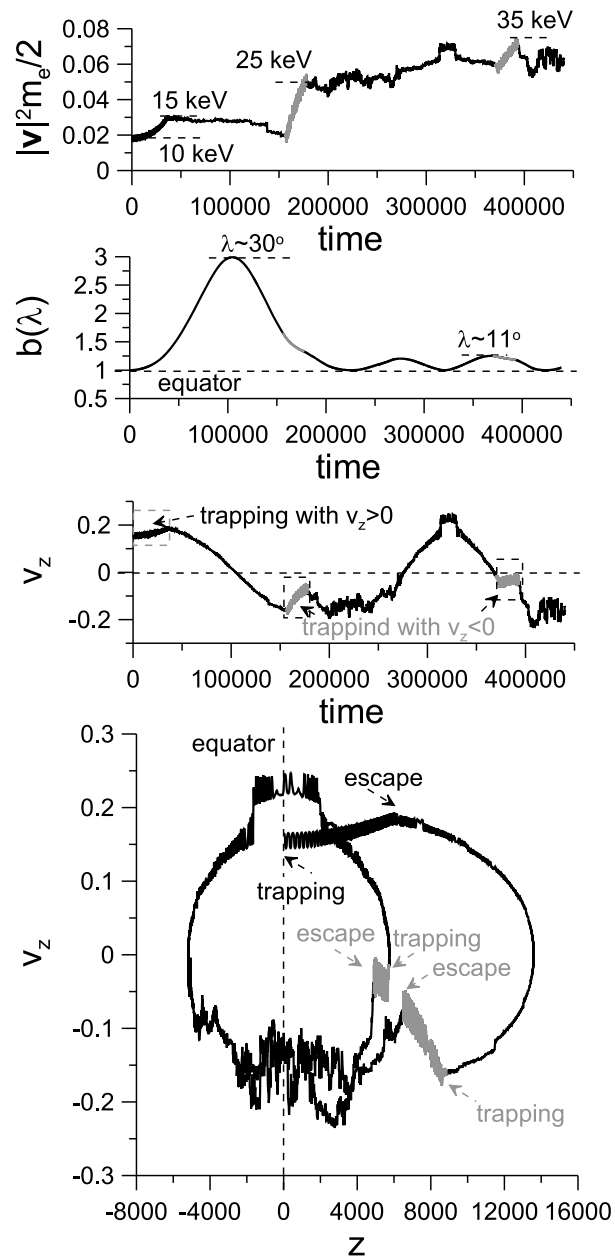 35 keV
0.08
25 keV
0.06
|v|²mₑ/2
15 keV
0.04
0.02
10 keV
0
0 100000 200000 300000 400000
time
λ~30°
3
2.5
2
b(λ)
λ~11°
1.5
1
equator
0.5
0 100000 200000 300000 400000
time
trapping with v_z>0
0.2
v_z
0
-0.2
trappind with v_z<0
0 100000 200000 300000 400000
time
0.3
equator
escape
0.2
0.1
trapping
escape
trapping
v_z
0
escape
-0.1
trapping
-0.2
-0.3
-8000 -4000 0 4000 8000 12000 16000
z